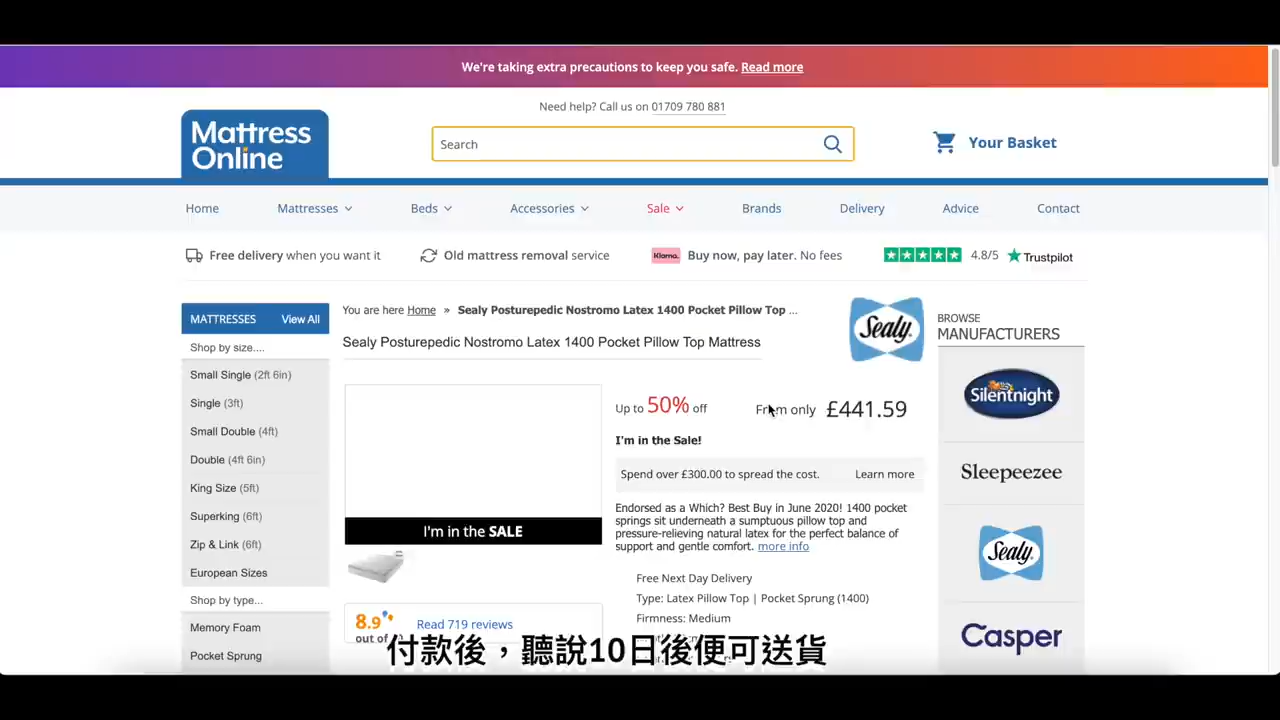 We're taking extra precautions to keep you safe. Read more
Need help? Call us on 01709 780 881
Mattress
Online
Search
Your Basket
Home
Mattresses
Beds
Accessories
Sale
Brands
Delivery
Advice
Contact
Free delivery when you want it
Old mattress removal service
Klarna. Buy now, pay later. No fees
4.8/5 Trustpilot
MATTRESSES View All
Shop by size....
Small Single (2ft 6in)
Single (3ft)
Small Double (4ft)
Double (4ft 6in)
King Size (5ft)
Superking (6ft)
Zip & Link (6ft)
European Sizes
Shop by type...
Memory Foam
Pocket Sprung
You are here Home » Sealy Posturepedic Nostromo Latex 1400 Pocket Pillow Top ...
Sealy Posturepedic Nostromo Latex 1400 Pocket Pillow Top Mattress
Sealy
I'm in the SALE
8.9
out of
Read 719 reviews
Up to 50% off
From only £441.59
I'm in the Sale!
Spend over £300.00 to spread the cost. Learn more
Endorsed as a Which? Best Buy in June 2020! 1400 pocket
springs sit underneath a sumptuous pillow top and
pressure-relieving natural latex for the perfect balance of
support and gentle comfort. more info
Free Next Day Delivery
Type: Latex Pillow Top | Pocket Sprung (1400)
Firmness: Medium
BROWSE
MANUFACTURERS
Silentnight
Sleepeezee
Sealy
Casper
付款後，聽說10日後便可送貨